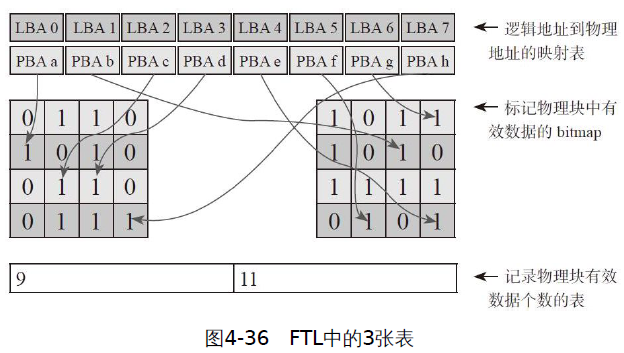 LBA 0 LBA 1 LBA 2 LBA 3 LBA 4 LBA 5 LBA 6 LBA 7
逻辑地址到物理
PBA a PBA b PBA c PBA d PBA e PBA f PBA g PBA h
地址的映射表
0 1 1 0 1 0 1 1
标记物理块中有
效数据的 bitmap
1 0 1 0 1 0 1 0
0 1 1 0 1 1 1 1
0 1 1 1 0 1 0 1
9 11
记录物理块有效
数据个数的表
图4-36 FTL中的3张表